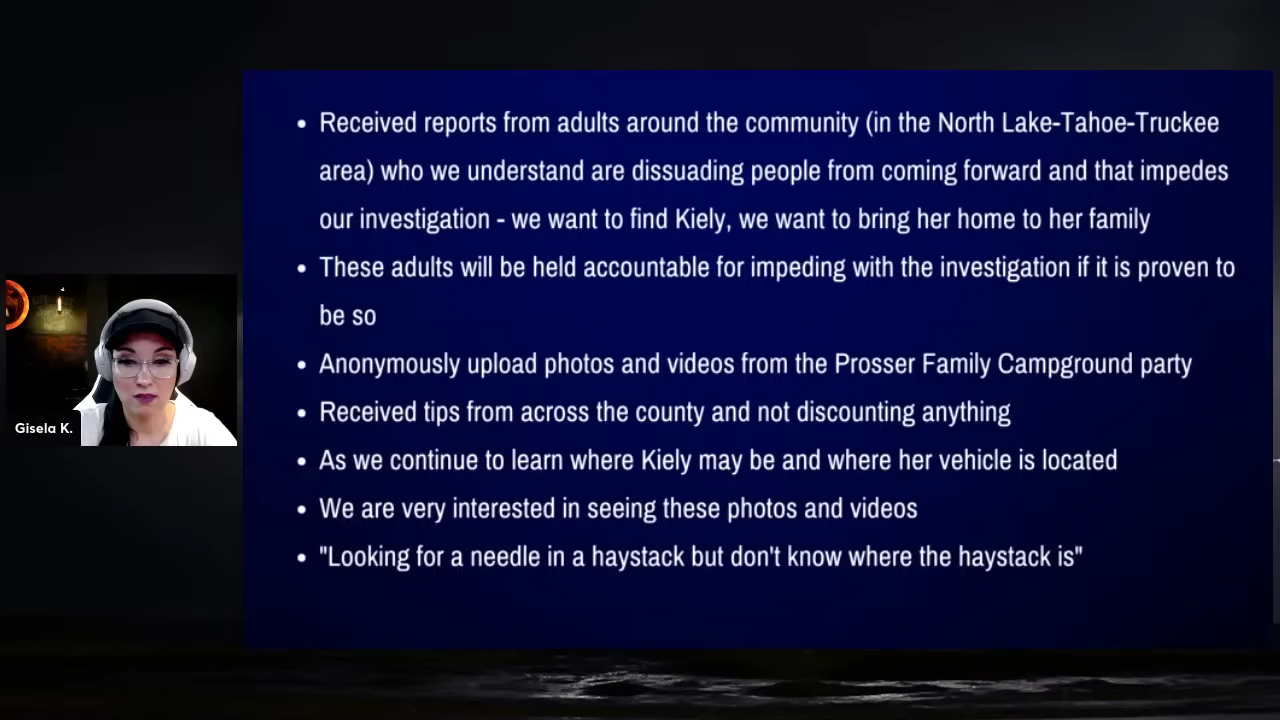 • Received reports from adults around the community (in the North Lake-Tahoe-Truckee
area) who we understand are dissuading people from coming forward and that impedes
our investigation - we want to find Kiely, we want to bring her home to her family
• These adults will be held accountable for impeding with the investigation if it is proven to
be so
• Anonymously upload photos and videos from the Prosser Family Campground party
• Received tips from across the county and not discounting anything
• As we continue to learn where Kiely may be and where her vehicle is located
• We are very interested in seeing these photos and videos
• "Looking for a needle in a haystack but don't know where the haystack is"
Gisela K.